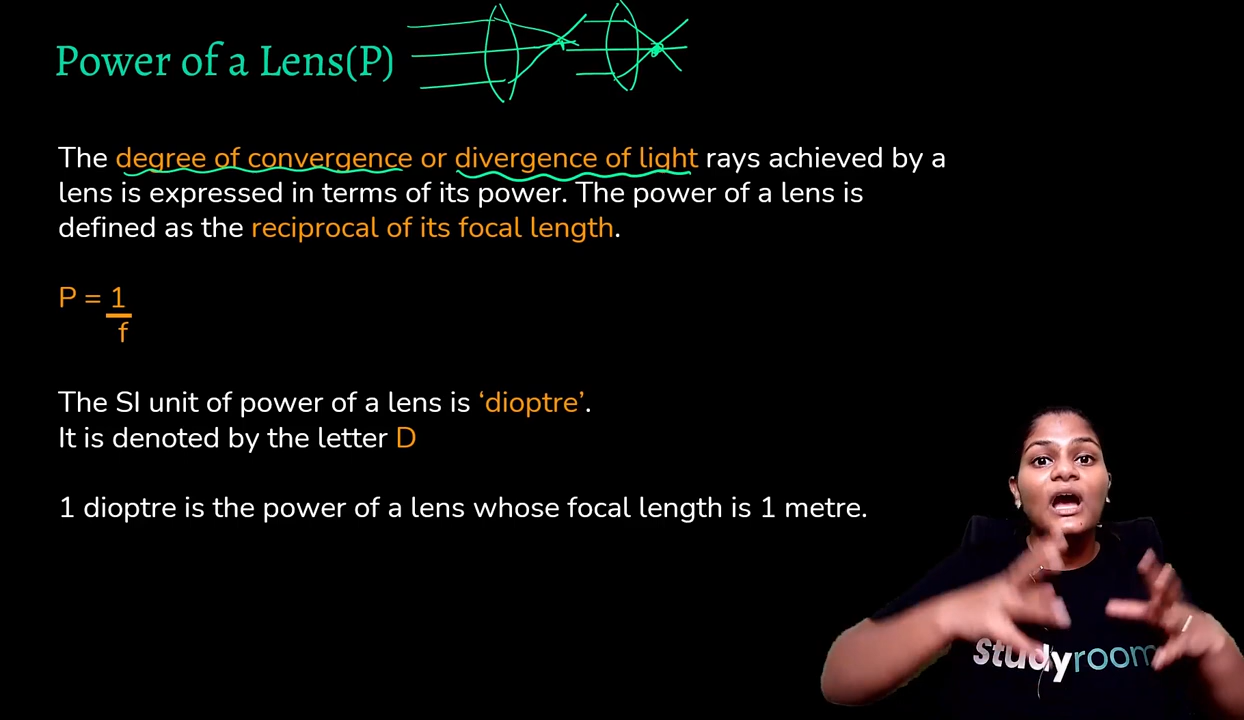 Power of a Lens(P)
The degree of convergence or divergence of light rays achieved by a
lens is expressed in terms of its power. The power of a lens is
defined as the reciprocal of its focal length.
P = 1
f
The SI unit of power of a lens is ‘dioptre’.
It is denoted by the letter D
1 dioptre is the power of a lens whose focal length is 1 metre.
studyroom